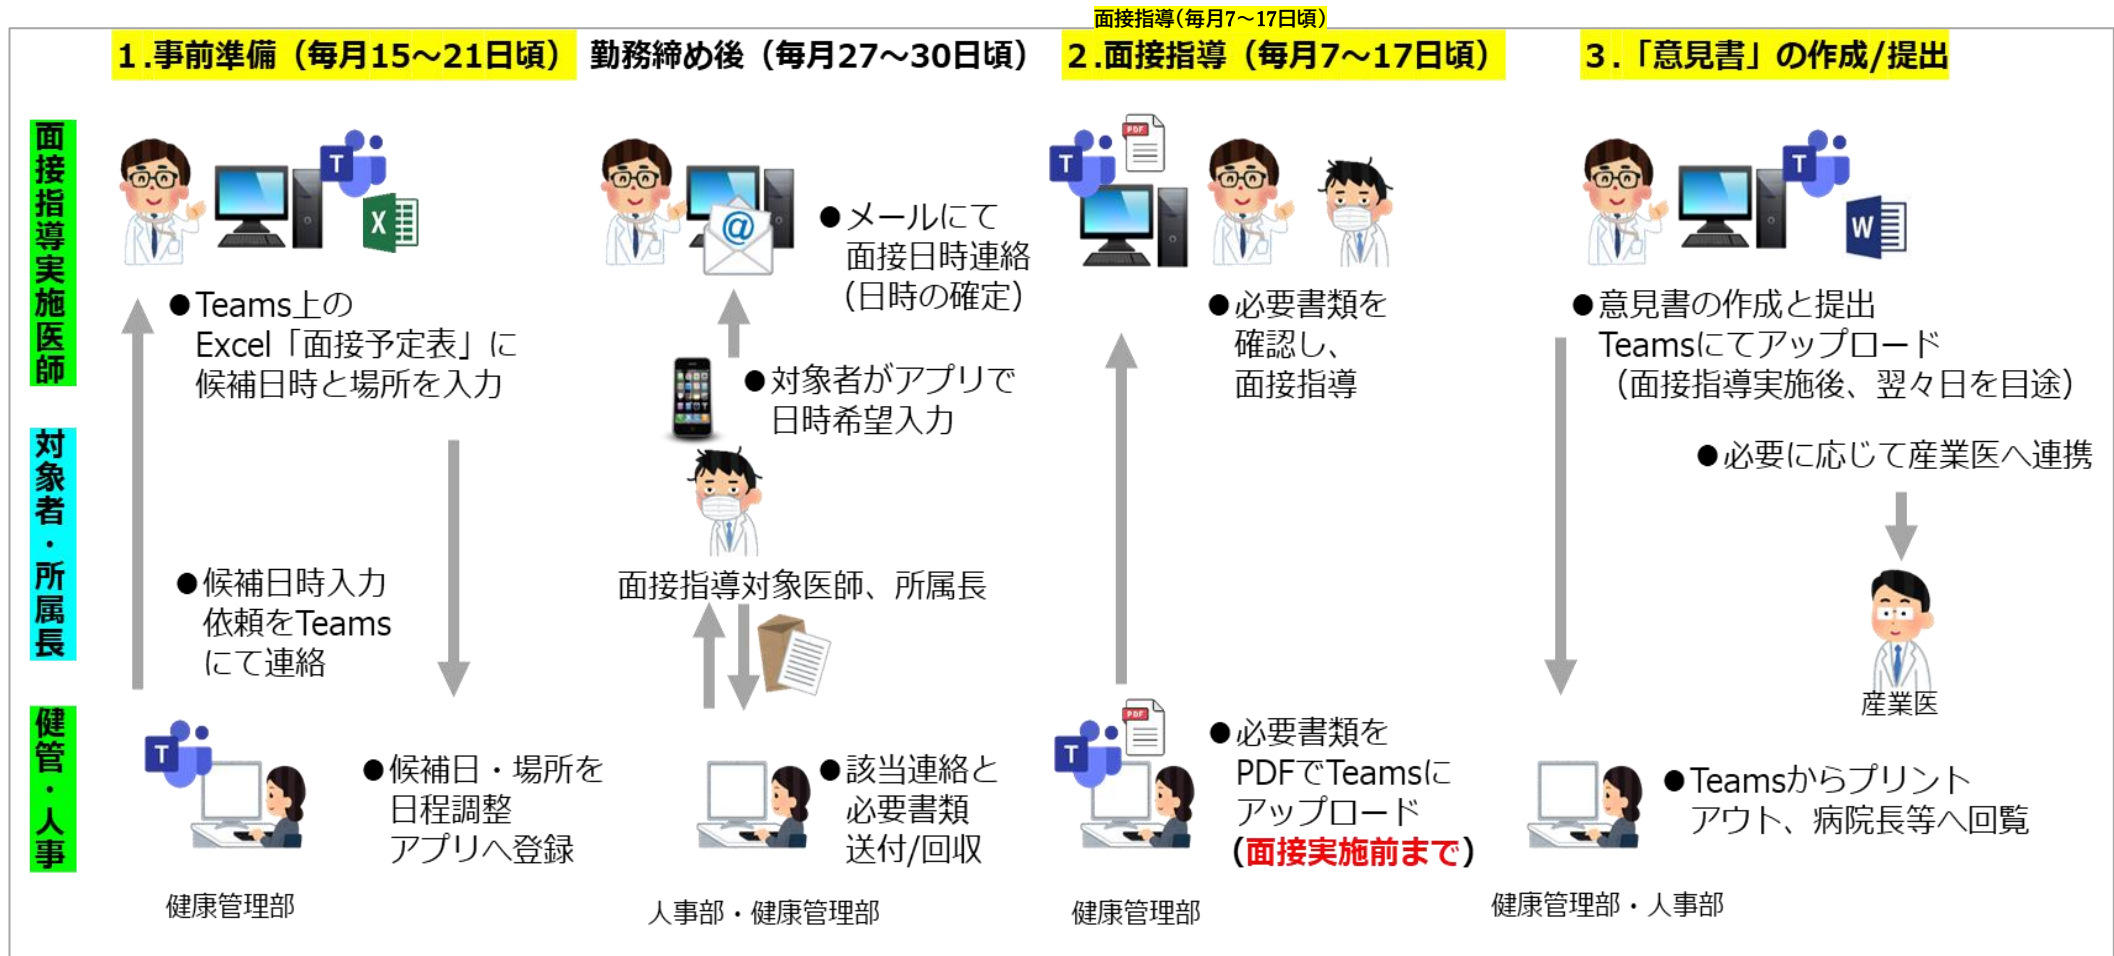 面接指導（毎月7～17日頃）
１.事前準備（毎月15～21日頃）
勤務締め後（毎月27～30日頃）
２.面接指導（毎月7～17日頃）
３.「意見書」の作成/提出
面接指導実施医師
T
X
●Teams上の
Excel「面接予定表」に
候補日時と場所を入力
@
●メールにて
面接日時連絡
（日時の確定）
●対象者がアプリで
日時希望入力
T
PDF
●必要書類を
確認し、
面接指導
T
W
●意見書の作成と提出
Teamsにてアップロード
（面接指導実施後、翌々日を目途）
●必要に応じて産業医へ連携
対象者・所属長
●候補日時入力
依頼をTeams
にて連絡
面接指導対象医師、所属長
産業医
健管・人事
T
●候補日・場所を
日程調整
アプリへ登録
健康管理部
●該当連絡と
必要書類
送付/回収
人事部・健康管理部
T
PDF
●必要書類を
PDFでTeamsに
アップロード
（面接実施前まで）
健康管理部
●Teamsからプリント
アウト、病院長等へ回覧
健康管理部・人事部